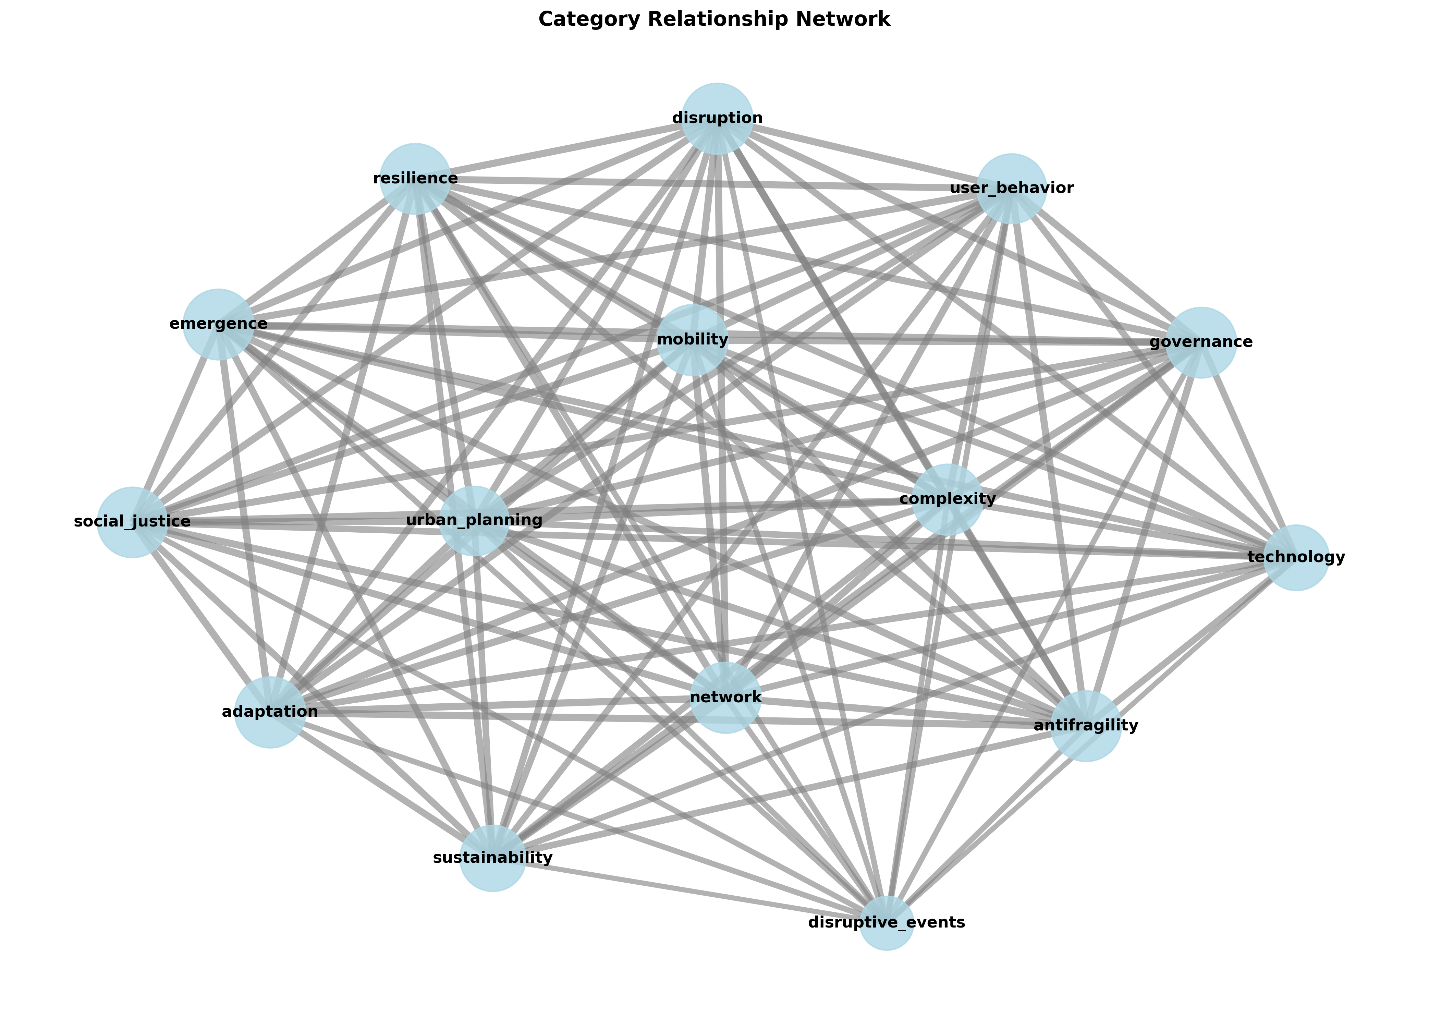 Category Relationship Network
disruption
resilience
user_behavior
emergence
mobility
governance
complexity
social_justice
urban_planning
technology
network
adaptation
antifragility
sustainability
disruptive_events